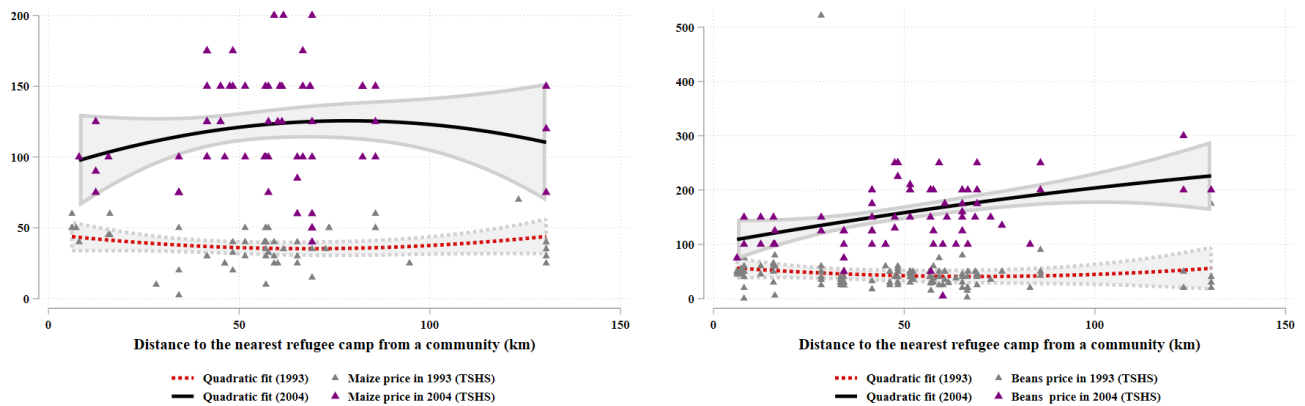 200
150
100
50
0
0 50 100 150
Distance to the nearest refugee camp from a community (km)
Quadratic fit (1993) Maize price in 1993 (TSHS)
Quadratic fit (2004) Maize price in 2004 (TSHS)
500
400
300
200
100
0
0 50 100 150
Distance to the nearest refugee camp from a community (km)
Quadratic fit (1993) Beans price in 1993 (TSHS)
Quadratic fit (2004) Beans price in 2004 (TSHS)